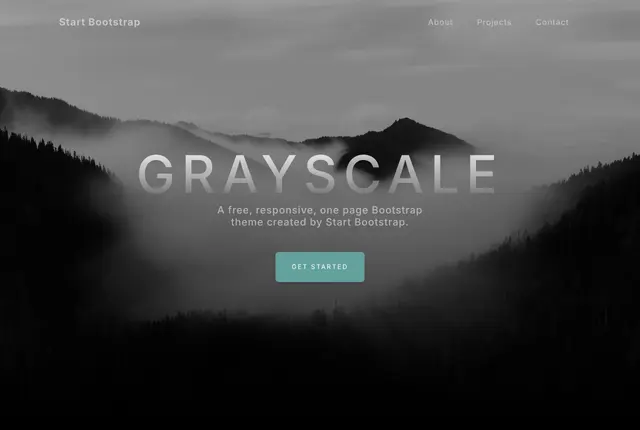 Start Bootstrap
About Projects Contact
GRAYSCALE
A free, responsive, one page Bootstrap
theme created by Start Bootstrap.
GET STARTED